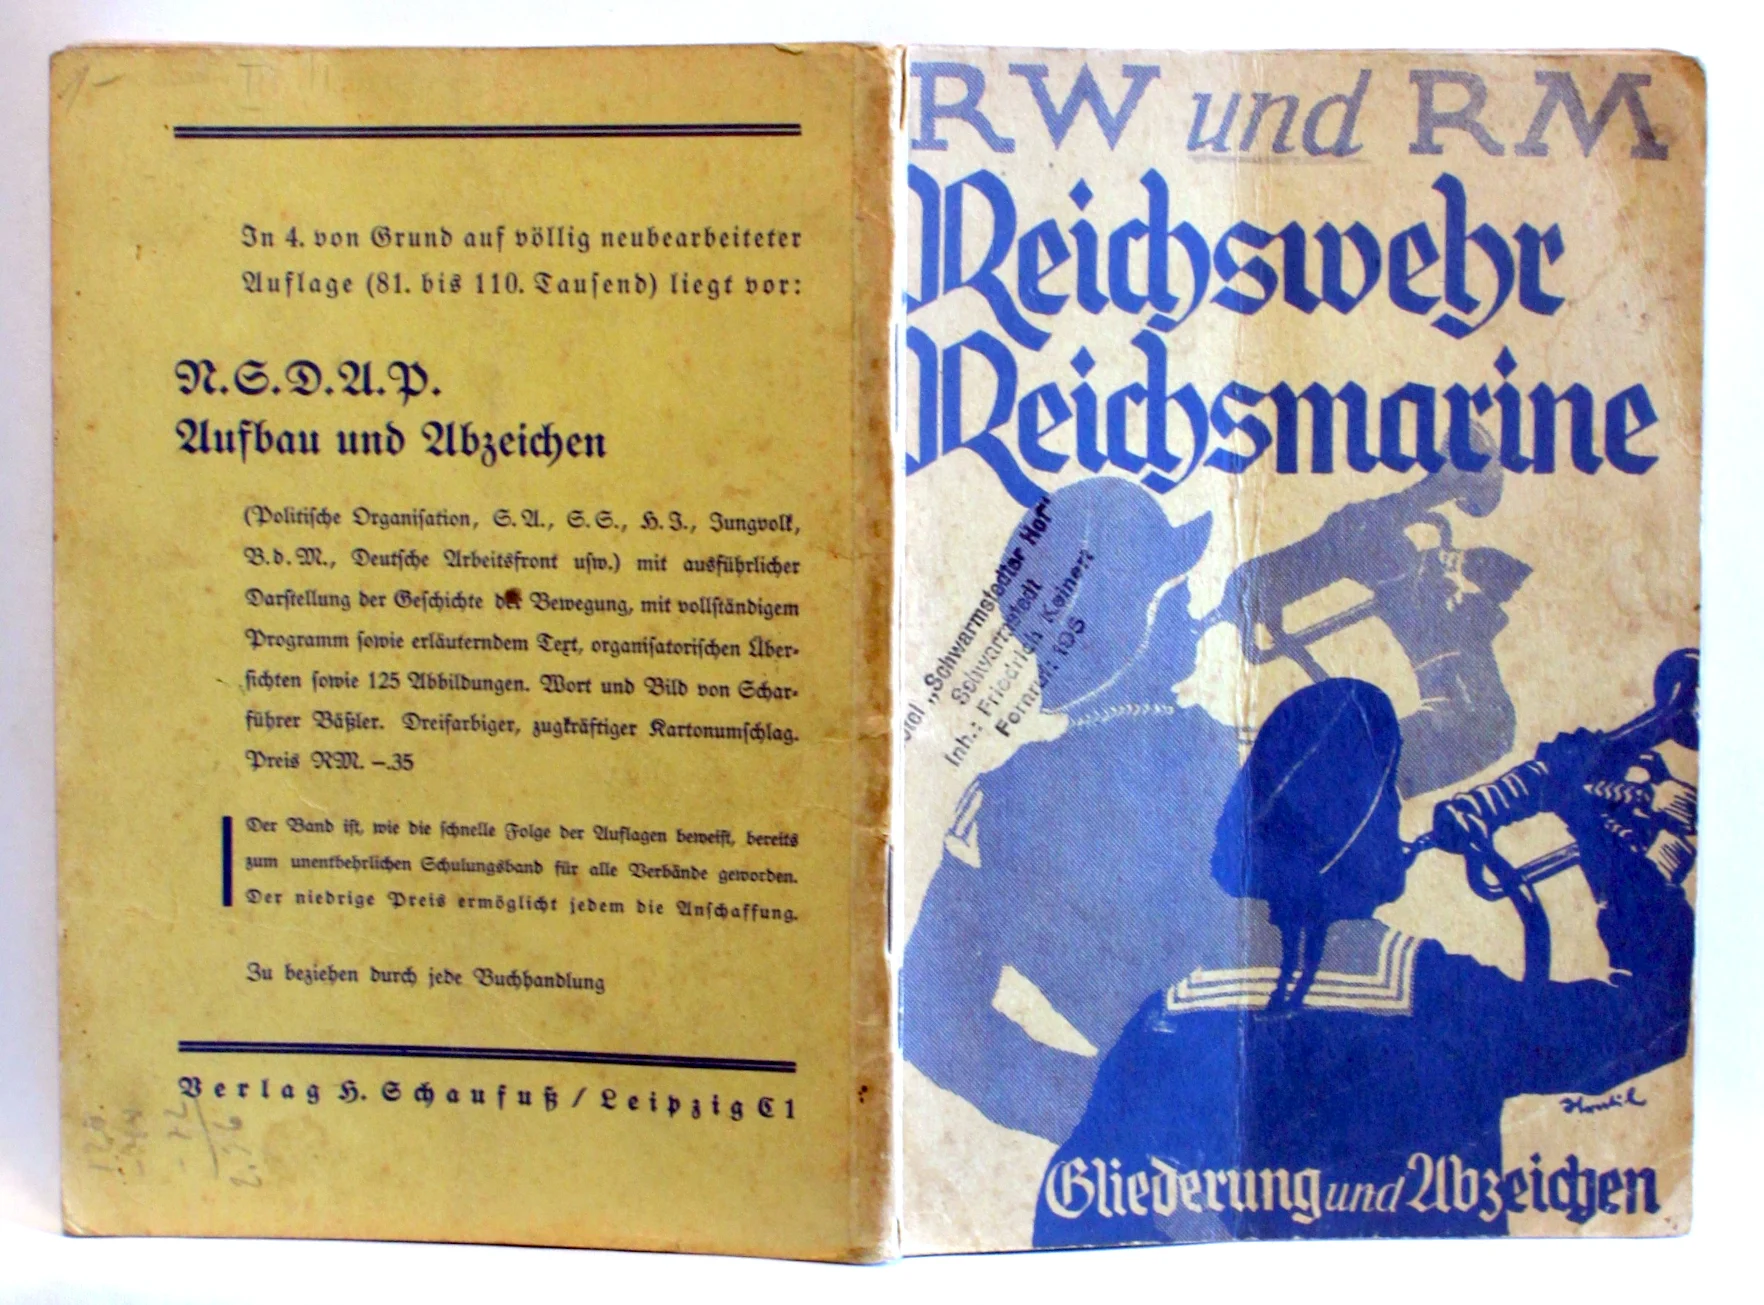 In 4. von Grund auf völlig neubearbeiteter
Auflage (81. bis 110. Tauſend) liegt vor:
N.S.D.A.P.
Aufbau und Abzeichen
(Politiſche Organiſation, S.A., S.S., H.J., Jungvolk,
B.d.M., Deutſche Arbeitsfront uſw.) mit ausführlicher
Darſtellung der Geſchichte der Bewegung, mit vollſtändigem
Programm ſowie erläuterndem Text, organiſatoriſchen Über-
ſichten ſowie 125 Abbildungen. Wort und Bild von Schar-
führer Bäßler. Dreifarbiger, zugkräftiger Kartonumſchlag.
Preis RM. –.35
Der Band iſt, wie die ſchnelle Folge der Auflagen beweiſt, bereits
zum unentbehrlichen Schulungsband für alle Verbände geworden.
Der niedrige Preis ermöglicht jedem die Anſchaffung.
Zu beziehen durch jede Buchhandlung
Verlag H. Schaufuß / Leipzig C 1
RW und RM
Reichswehr
Reichsmarine
„Schwarmstedter Hof“
Schwarmstedt
Inh.: Friedrich Keinert
Fernruf: 105
Gliederung und Abzeichen